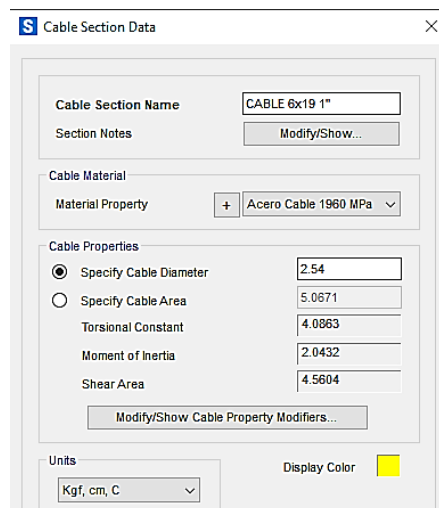 S Cable Section Data
Cable Section Name CABLE 6x19 1"
Section Notes Modify/Show...
Cable Material
Material Property + Acero Cable 1960 MPa
Cable Properties
Specify Cable Diameter 2.54
Specify Cable Area 5.0671
Torsional Constant 4.0863
Moment of Inertia 2.0432
Shear Area 4.5604
Modify/Show Cable Property Modifiers...
Units
Display Color
Kgf, cm, C